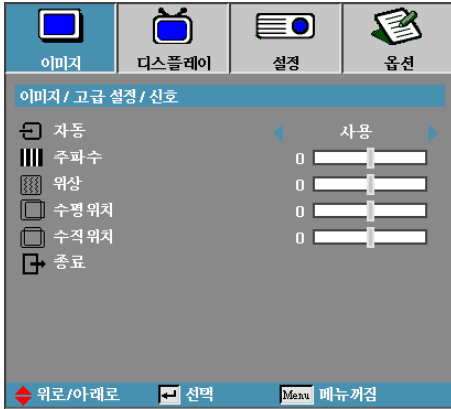 이미지 디스플레이 설정 옵션
이미지 / 고급 설정 / 신호
자동 사용
주파수 0
위상 0
수평 위치 0
수직 위치 0
종료
위로/아래로 선택 Menu 메뉴 꺼짐